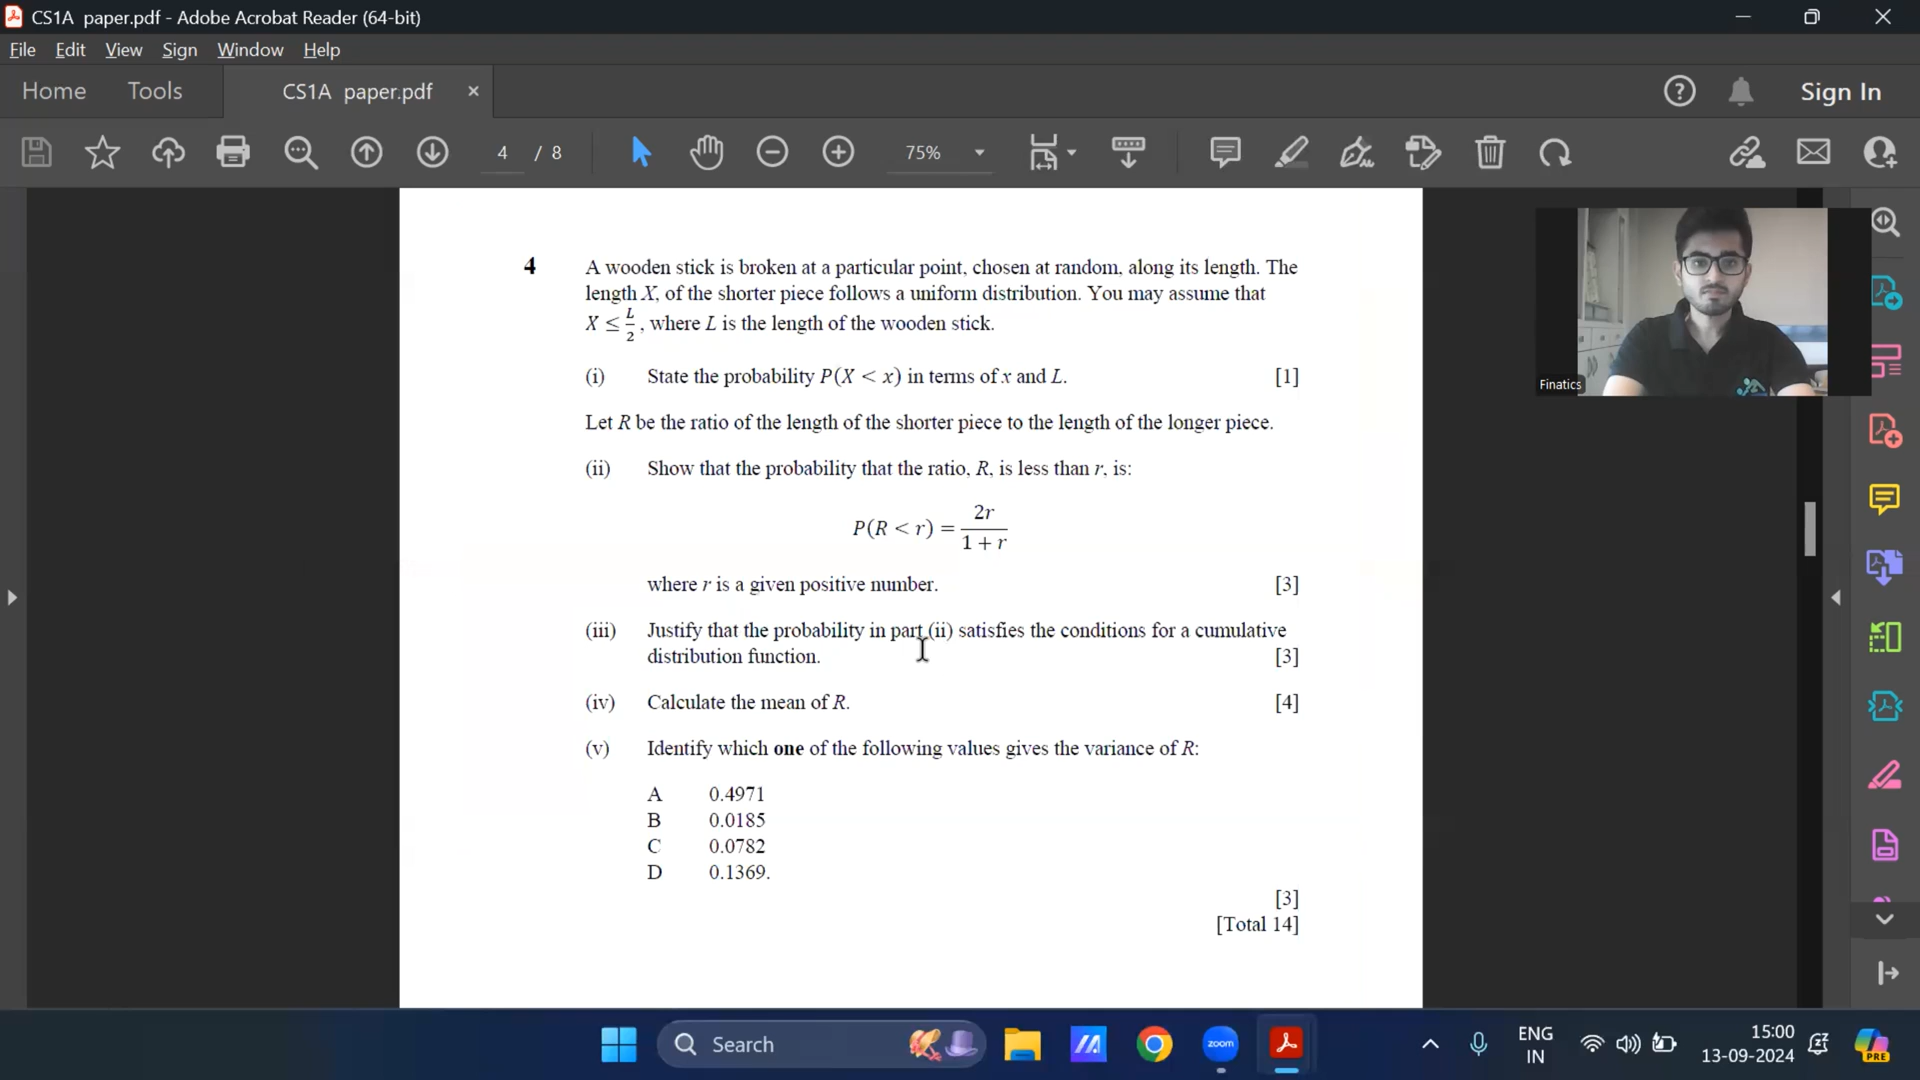 CS1A paper.pdf - Adobe Acrobat Reader (64-bit)
File Edit View Sign Window Help
Home Tools CS1A paper.pdf × Sign In
4 / 8 75%
4 A wooden stick is broken at a particular point, chosen at random, along its length. The
length X, of the shorter piece follows a uniform distribution. You may assume that
X ≤ L/2, where L is the length of the wooden stick.
(i) State the probability P(X < x) in terms of x and L. [1]
Let R be the ratio of the length of the shorter piece to the length of the longer piece.
(ii) Show that the probability that the ratio, R, is less than r, is:
P(R < r) = 2r / 1 + r
where r is a given positive number. [3]
(iii) Justify that the probability in part (ii) satisfies the conditions for a cumulative
distribution function. [3]
(iv) Calculate the mean of R. [4]
(v) Identify which one of the following values gives the variance of R:
A 0.4971
B 0.0185
C 0.0782
D 0.1369.
[3]
[Total 14]
Finatics
Search
zoom
ENG
IN
15:00
13-09-2024
PRE